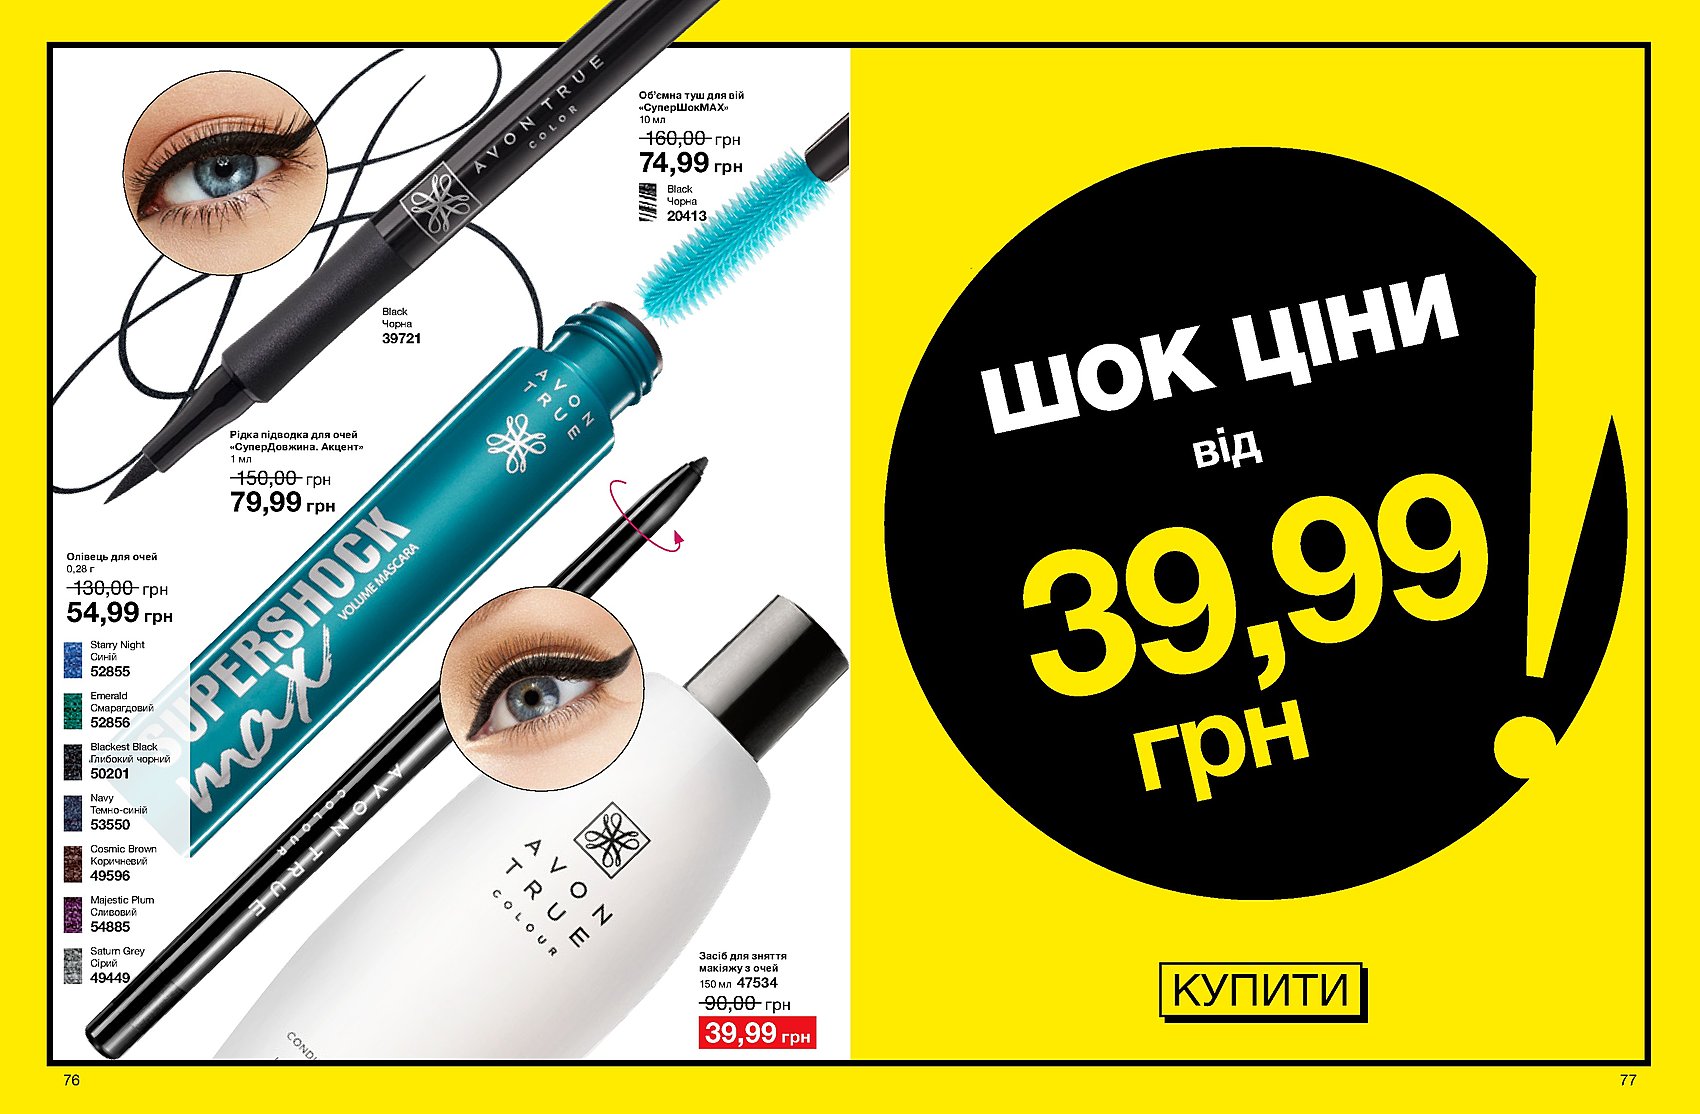 AVON TRUE
COLOR
Об'ємна туш для вій
«СуперШокMAX»
10 мл
160,00 грн
74,99 грн
Black
Чорна
20413
Black
Чорна
39721
AVON
TRUE
Рідка підводка для очей
«СуперДовжина. Акцент»
1 мл
150,00 грн
79,99 грн
SUPERSHOCK
max
VOLUME MASCARA
Олівець для очей
0,28 г
130,00 грн
54,99 грн
Starry Night
Синій
52855
Emerald
Смарагдовий
52856
Blackest Black
Глибокий чорний
50201
Navy
Темно-синій
53550
Cosmic Brown
Коричневий
49596
Majestic Plum
Сливовий
54885
Saturn Grey
Сірий
49449
AVON TRUE
COLOUR
AVON
TRUE
COLOUR
Засіб для зняття
макіяжу з очей
150 мл 47534
90,00 грн
39,99 грн
76
шок ціни
від
39,99
грн
!
КУПИТИ
77